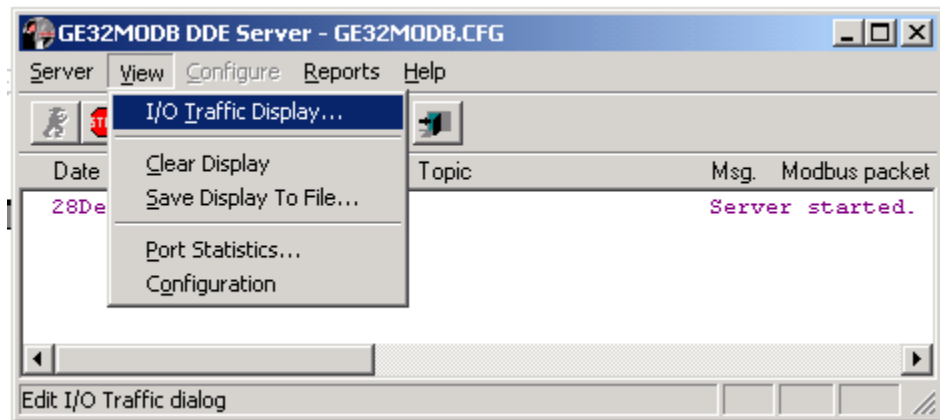 GE32MODB DDE Server - GE32MODB.CFG
Server View Configure Reports Help
I/O Traffic Display...
Clear Display
Save Display To File...
Port Statistics...
Configuration
Date Topic Msg. Modbus packet
28De Server started.
Edit I/O Traffic dialog